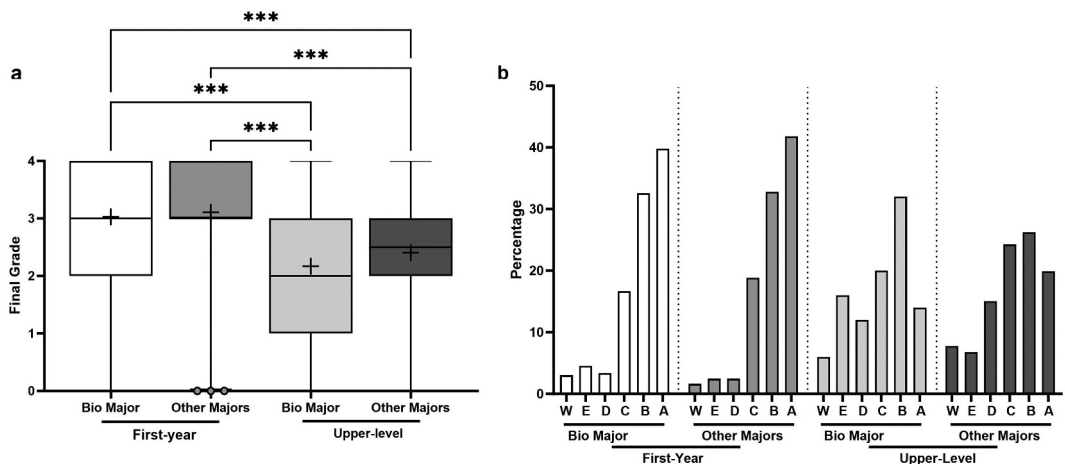 ***
***
a
b
***
***
Final Grade
4
3
2
1
0
Bio Major Other Majors Bio Major Other Majors
First-year Upper-level
Percentage
50
40
30
20
10
0
W E D C B A W E D C B A W E D C B A W E D C B A
Bio Major Other Majors Bio Major Other Majors
First-Year Upper-Level